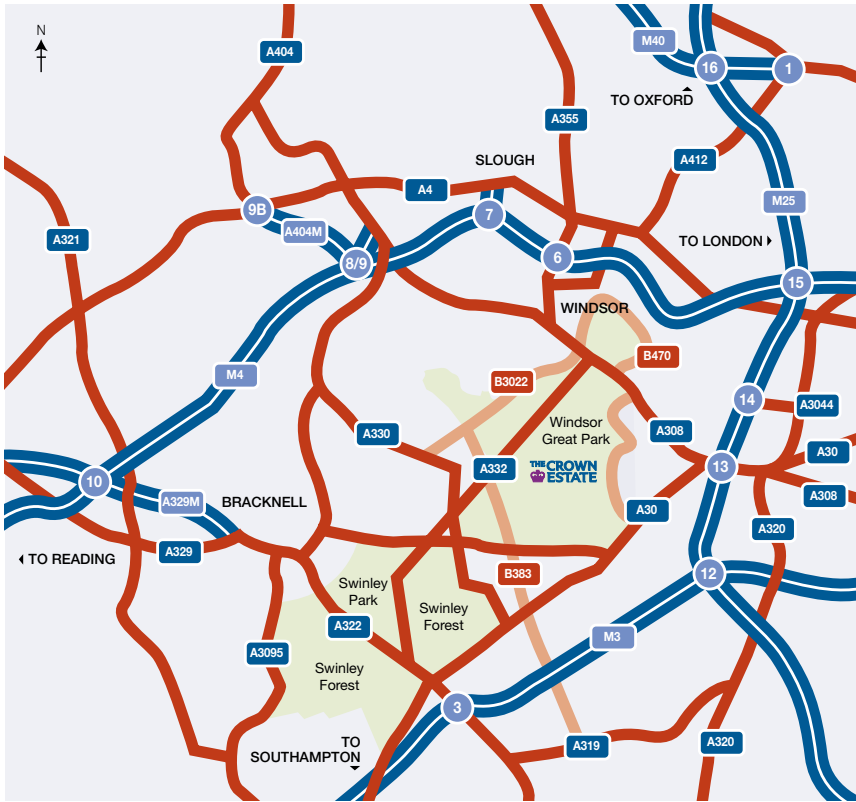 N
A404
M40
16
1
TO OXFORD
A355
SLOUGH
A412
A4
M25
9B
7
A404M
A321
TO LONDON
8/9
6
15
WINDSOR
B470
M4
B3022
14
A3044
Windsor
Great Park
A330
A308
A30
THE CROWN
ESTATE
A332
13
10
A308
A329M
BRACKNELL
A30
A320
TO READING
A329
B383
12
Swinley
Park
Swinley
Forest
A322
M3
A3095
Swinley
Forest
3
TO
SOUTHAMPTON
A319
A320